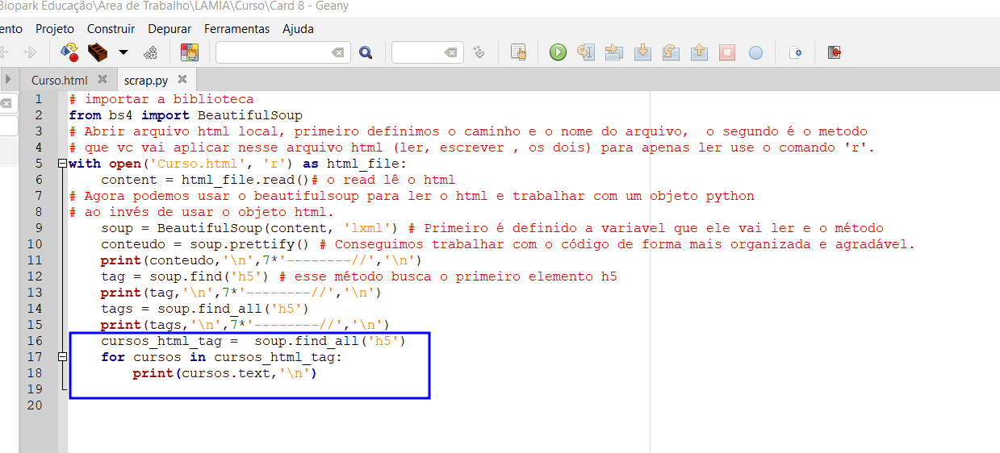 Biopark Educação\Área de Trabalho\LAMIA\Curso\Card 8 - Geany
ento Projeto Construir Depurar Ferramentas Ajuda
Curso.html scrap.py
1 # importar a biblioteca
2 from bs4 import BeautifulSoup
3 # Abrir arquivo html local, primeiro definimos o caminho e o nome do arquivo,  o segundo é o metodo
4 # que vc vai aplicar nesse arquivo html (ler, escrever , os dois) para apenas ler use o comando 'r'.
5 with open('Curso.html', 'r') as html_file:
6     content = html_file.read()# o read lê o html
7 # Agora podemos usar o beautifulsoup para ler o html e trabalhar com um objeto python
8 # ao invés de usar o objeto html.
9     soup = BeautifulSoup(content, 'lxml') # Primeiro é definido a variavel que ele vai ler e o método
10     conteudo = soup.prettify() # Conseguimos trabalhar com o código de forma mais organizada e agradável.
11     print(conteudo,'\n',7*'--------//','\n')
12     tag = soup.find('h5') # esse método busca o primeiro elemento h5
13     print(tag,'\n',7*'--------//','\n')
14     tags = soup.find_all('h5')
15     print(tags,'\n',7*'--------//','\n')
16     cursos_html_tag =  soup.find_all('h5')
17     for cursos in cursos_html_tag:
18         print(cursos.text,'\n')
19
20